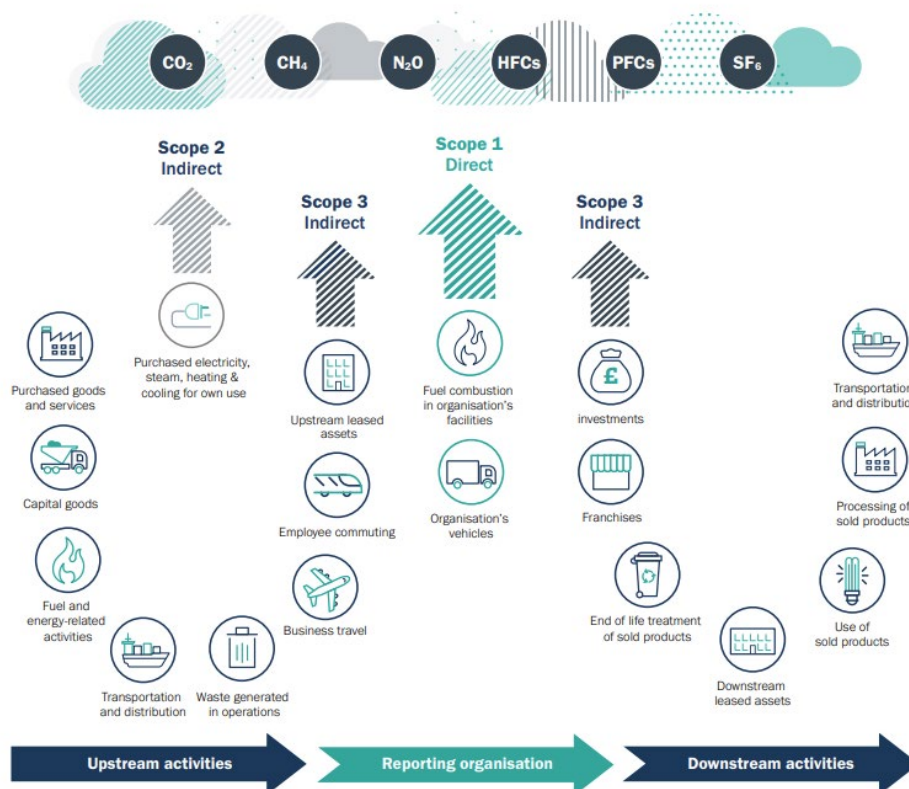 CO₂
CH₄
N₂O
HFCs
PFCs
SF₆
Scope 2
Indirect
Scope 1
Direct
Scope 3
Indirect
Scope 3
Indirect
Purchased goods
and services
Purchased electricity,
steam, heating &
cooling for own use
Upstream leased
assets
Fuel combustion
in organisation's
facilities
£
investments
Transportation
and distribution
Capital goods
Employee commuting
Organisation's
vehicles
Franchises
Processing of
sold products
Fuel and
energy-related
activities
Business travel
End of life treatment
of sold products
Use of
sold products
Transportation
and distribution
Waste generated
in operations
Downstream
leased assets
Upstream activities
Reporting organisation
Downstream activities